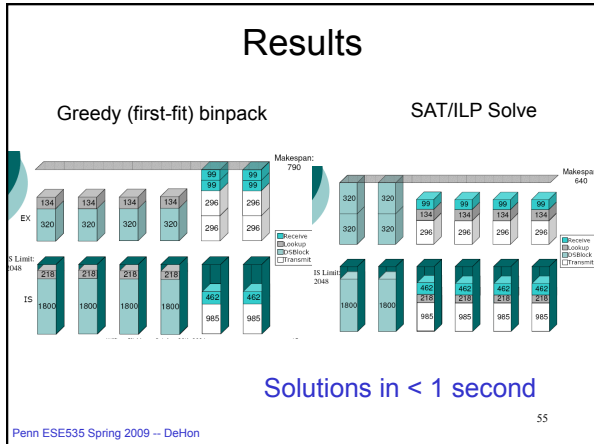 Results
Greedy (first-fit) binpack
SAT/ILP Solve
Makespan:
790
99 99
99 99
134 134 134 134
296 296
EX
320 320 320 320
296 296
Receive
Lookup
DSBlock
Transmit
IS Limit:
2048
218 218 218 218
462 462
IS
1800 1800 1800 1800
985 985
Makespan
640
320 320
99 99 99 99
134 134 134 134
320 320
296 296 296 296
Receive
Lookup
DSBlock
Transmit
IS Limit:
2048
462 462 462 462
1800 1800
218 218 218 218
985 985 985 985
Solutions in < 1 second
55
Penn ESE535 Spring 2009 -- DeHon